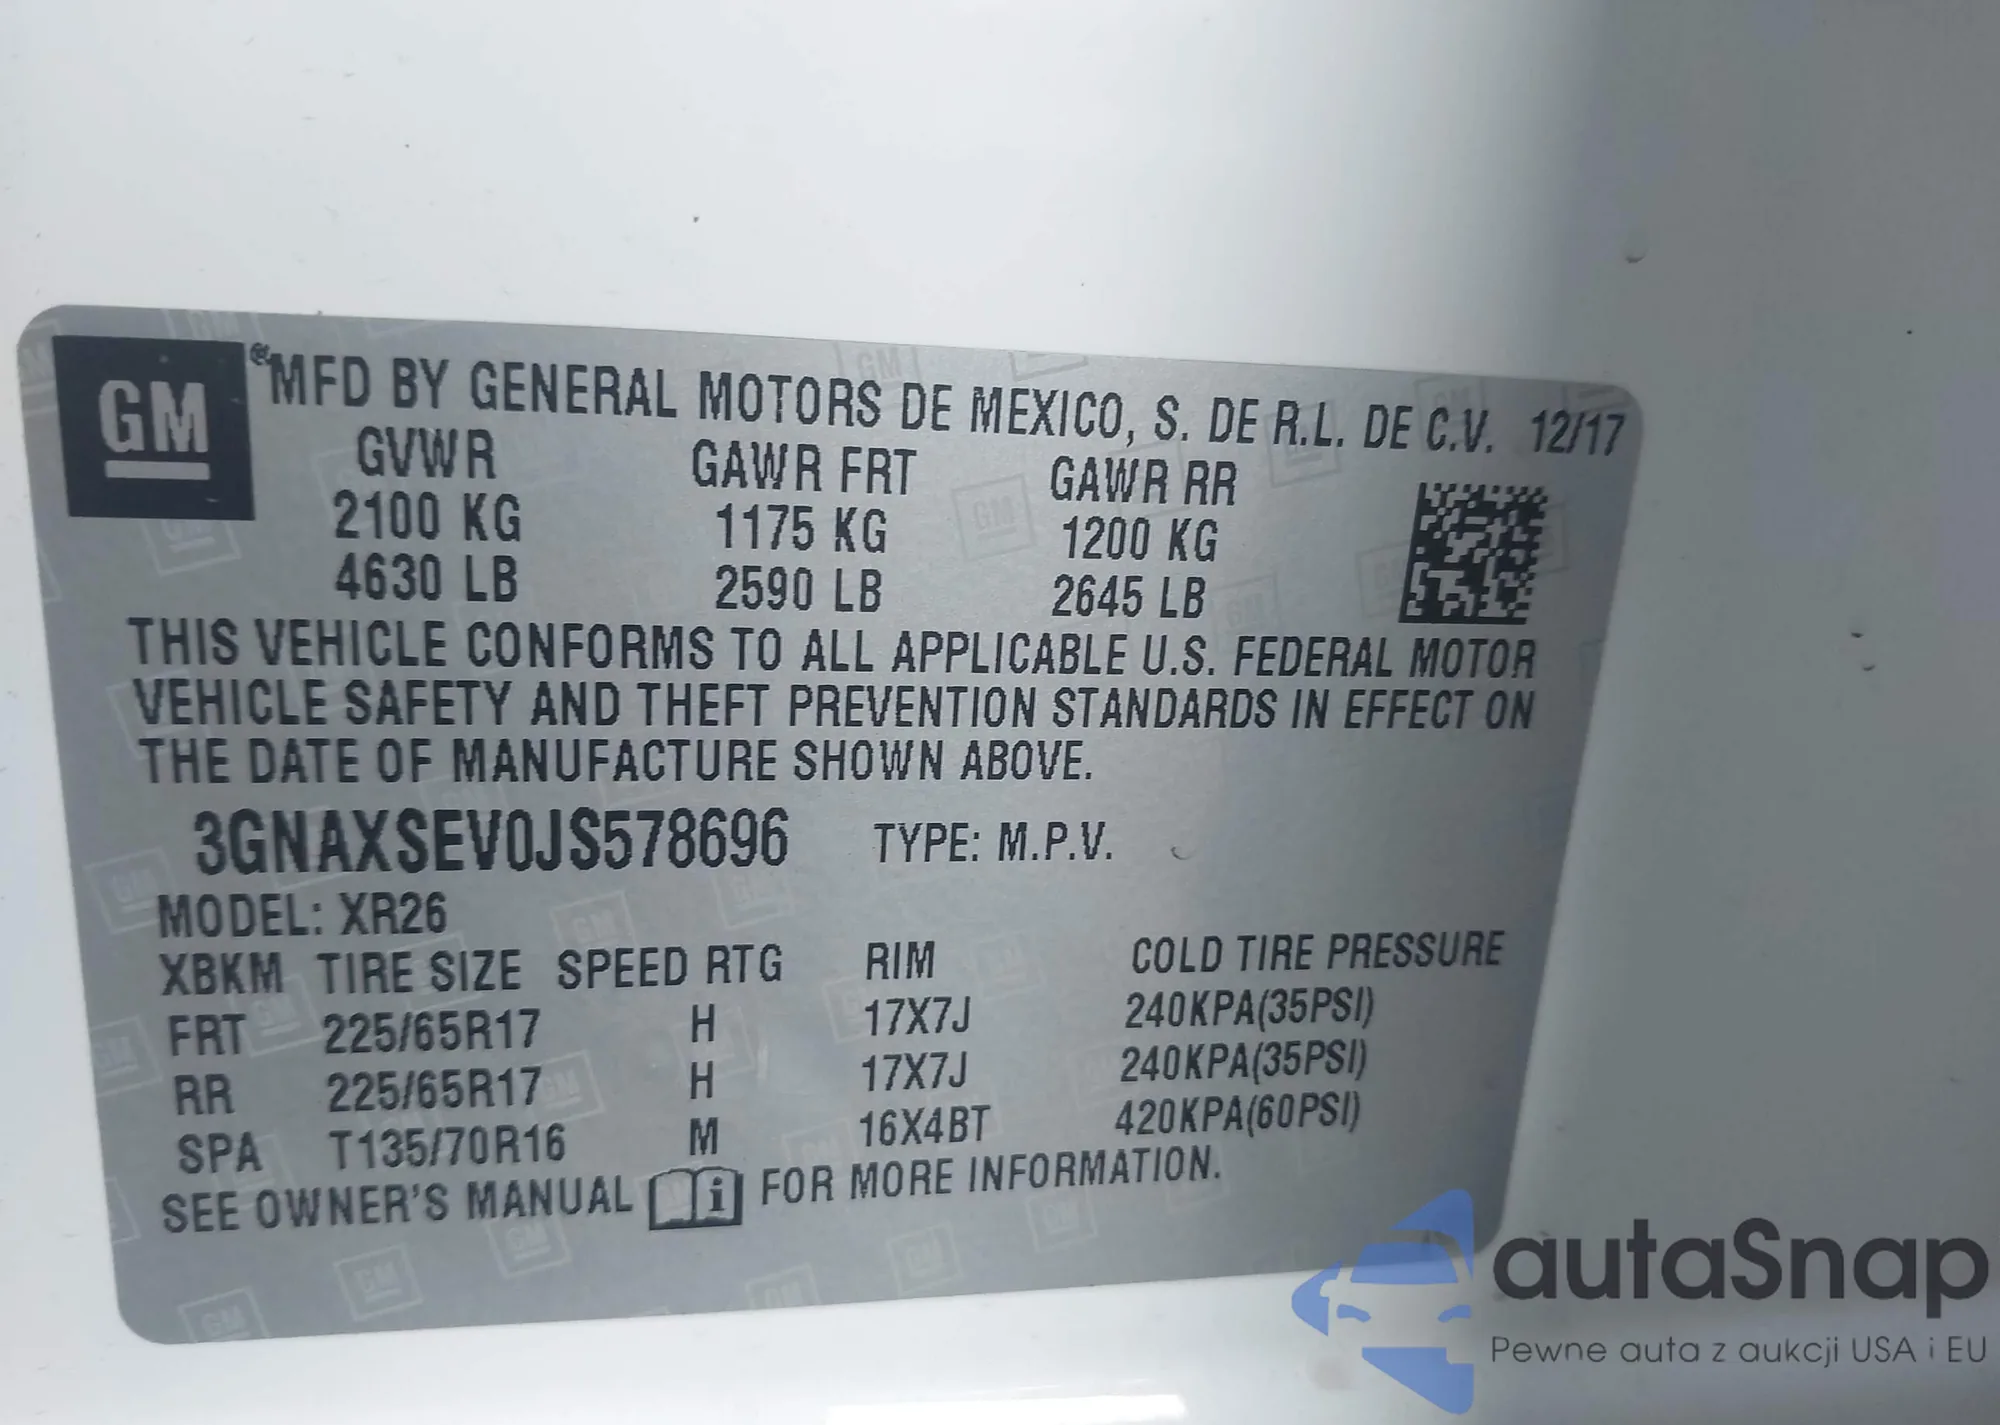 GM
® MFD BY GENERAL MOTORS DE MEXICO, S. DE R.L. DE C.V. 12/17
GVWR GAWR FRT GAWR RR
2100 KG 1175 KG 1200 KG
4630 LB 2590 LB 2645 LB
THIS VEHICLE CONFORMS TO ALL APPLICABLE U.S. FEDERAL MOTOR
VEHICLE SAFETY AND THEFT PREVENTION STANDARDS IN EFFECT ON
THE DATE OF MANUFACTURE SHOWN ABOVE.
3GNAXSEV0JS578696 TYPE: M.P.V.
MODEL: XR26
XBKM TIRE SIZE SPEED RTG RIM COLD TIRE PRESSURE
FRT 225/65R17 H 17X7J 240KPA(35PSI)
RR 225/65R17 H 17X7J 240KPA(35PSI)
SPA T135/70R16 M 16X4BT 420KPA(60PSI)
SEE OWNER'S MANUAL i FOR MORE INFORMATION.
autaSnap
Pewne auta z aukcji USA i EU